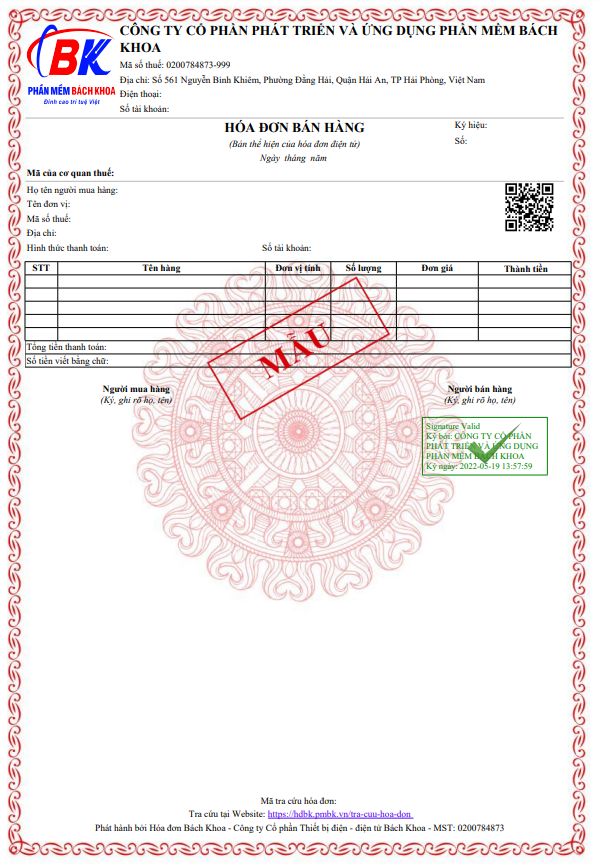 BK
PHẦN MỀM BÁCH KHOA
Đỉnh cao trí tuệ Việt
CÔNG TY CỔ PHẦN PHÁT TRIỂN VÀ ỨNG DỤNG PHẦN MỀM BÁCH
KHOA
Mã số thuế: 0200784873-999
Địa chỉ: Số 561 Nguyễn Bỉnh Khiêm, Phường Đằng Hải, Quận Hải An, TP Hải Phòng, Việt Nam
Điện thoại:
Số tài khoản:
HÓA ĐƠN BÁN HÀNG
(Bản thể hiện của hóa đơn điện tử)
Ngày tháng năm
Ký hiệu:
Số:
Mã của cơ quan thuế:
Họ tên người mua hàng:
Tên đơn vị:
Mã số thuế:
Địa chỉ:
Hình thức thanh toán: Số tài khoản:
STT Tên hàng Đơn vị tính Số lượng Đơn giá Thành tiền
Tổng tiền thanh toán:
Số tiền viết bằng chữ:
MẪU
Người mua hàng Người bán hàng
(Ký, ghi rõ họ, tên) (Ký, ghi rõ họ, tên)
Signature Valid
Ký bởi: CÔNG TY CỔ PHẦN
PHÁT TRIỂN VÀ ỨNG DỤNG
PHẦN MỀM BÁCH KHOA
Ký ngày: 2022-05-19 13:57:59
Mã tra cứu hóa đơn:
Tra cứu tại Website: https://hdbk.pmbk.vn/tra-cuu-hoa-don
Phát hành bởi Hóa đơn Bách Khoa - Công ty Cổ phần Thiết bị điện - điện tử Bách Khoa - MST: 0200784873